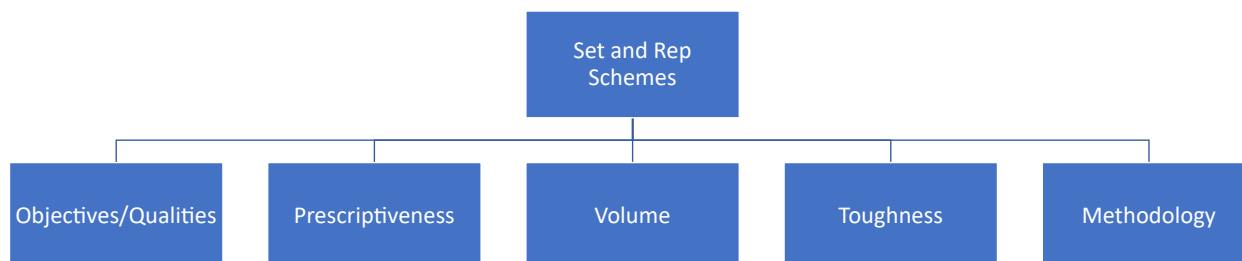 Set and Rep
Schemes
Objectives/Qualities
Prescriptiveness
Volume
Toughness
Methodology